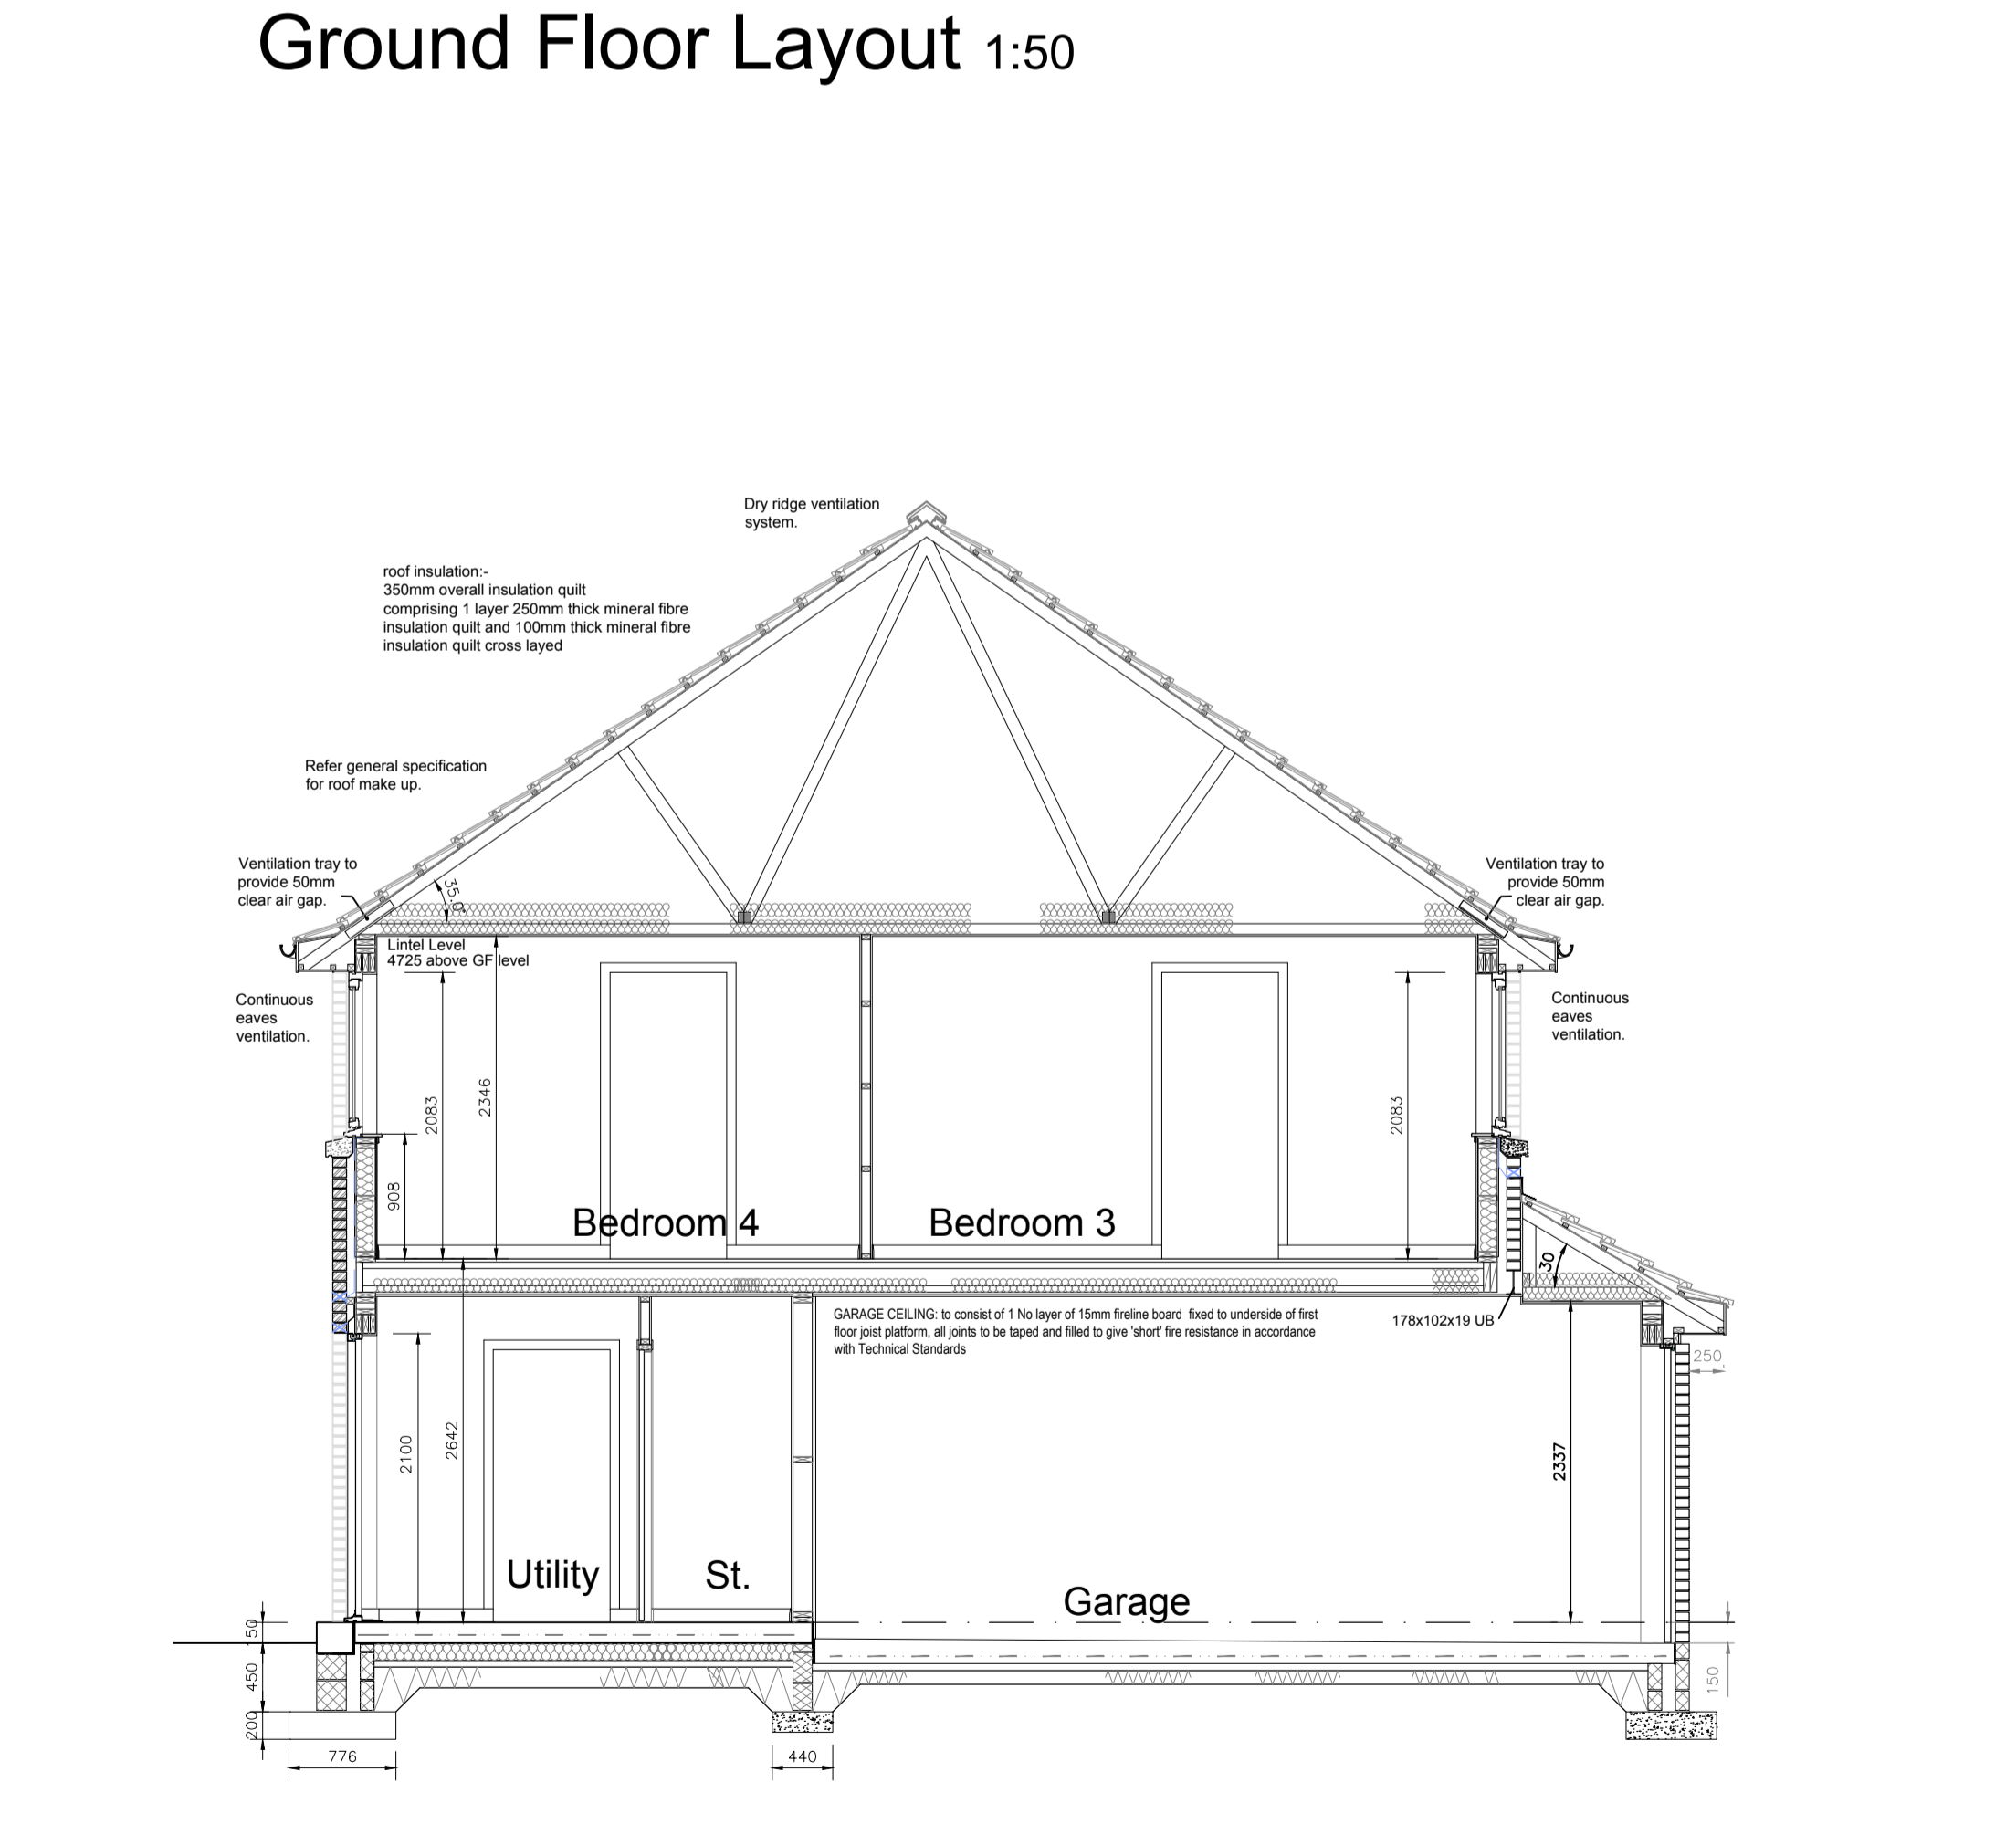 Ground Floor Layout 1:50
Dry ridge ventilation
system.
roof insulation:-
350mm overall insulation quilt
comprising 1 layer 250mm thick mineral fibre
insulation quilt and 100mm thick mineral fibre
insulation quilt cross layed
Refer general specification
for roof make up.
Ventilation tray to
provide 50mm
clear air gap.
35.0°
Ventilation tray to
provide 50mm
clear air gap.
Lintel Level
4725 above GF level
Continuous
eaves
ventilation.
Continuous
eaves
ventilation.
908
2083
2346
2083
Bedroom 4
Bedroom 3
30
GARAGE CEILING: to consist of 1 No layer of 15mm fireline board fixed to underside of first
floor joist platform, all joints to be taped and filled to give 'short' fire resistance in accordance
with Technical Standards
178x102x19 UB
250
2100
2642
2337
Utility
St.
Garage
150
450
200
150
776
440